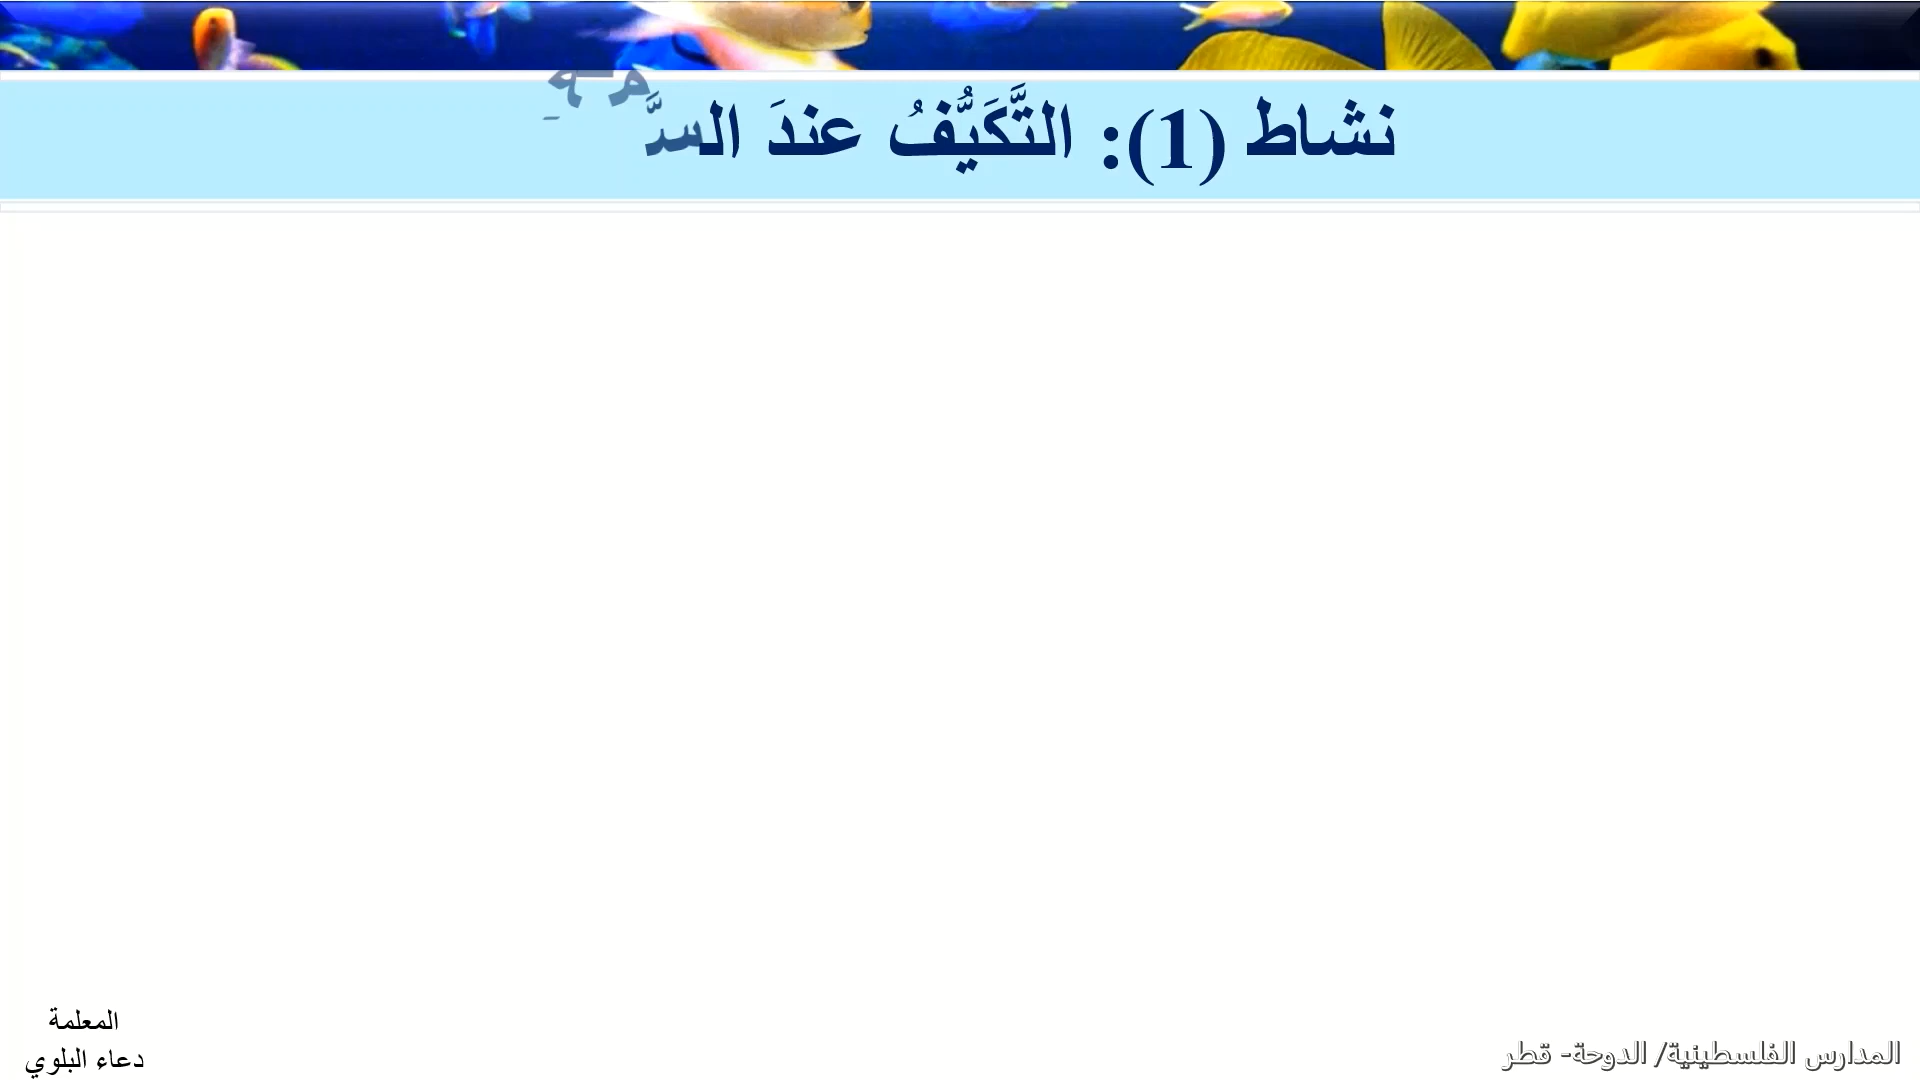 نشاط (1): التَّكَيُّفُ عندَ
المعلمة
دعاء البلوي
المدارس الفلسطينية/ الدوحة- قطر